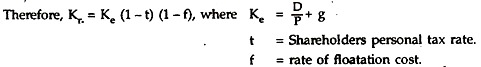 Therefore, Kr. = Ke (1 – t) (1 – f), where Ke = D/P + g
t = Shareholders personal tax rate.
f = rate of floatation cost.